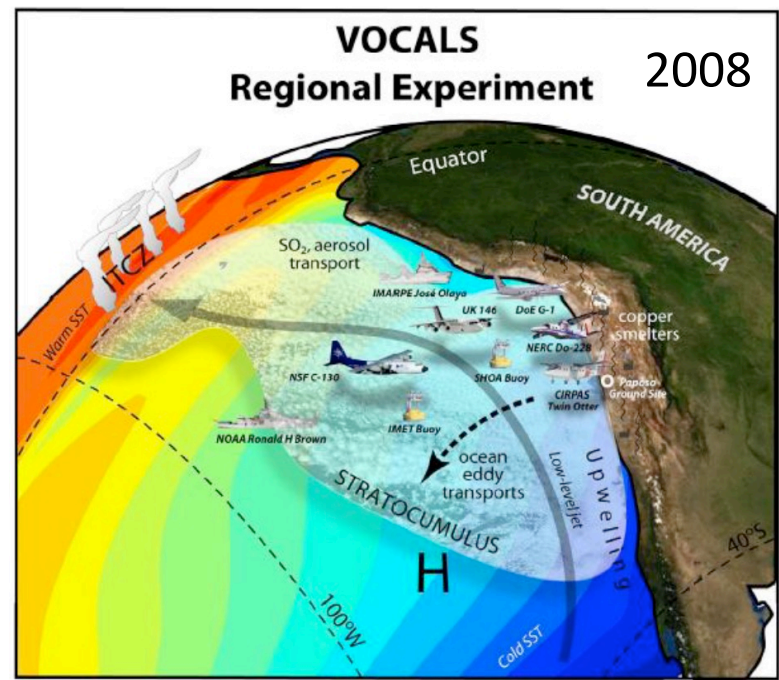 VOCALS
Regional Experiment
2008
Equator
SOUTH AMERICA
ITCZ
Warm SST
SO₂, aerosol
transport
IMARPE José Olaya
UK 146
DoE G-1
copper
smelters
NERC Do-228
NSF C-130
SHOA Buoy
Paposo
Ground Site
CIRPAS
Twin Otter
IMET Buoy
NOAA Ronald H Brown
ocean
eddy
transports
Low-level jet
Upwelling
STRATOCUMULUS
H
40°S
100°W
Cold SST